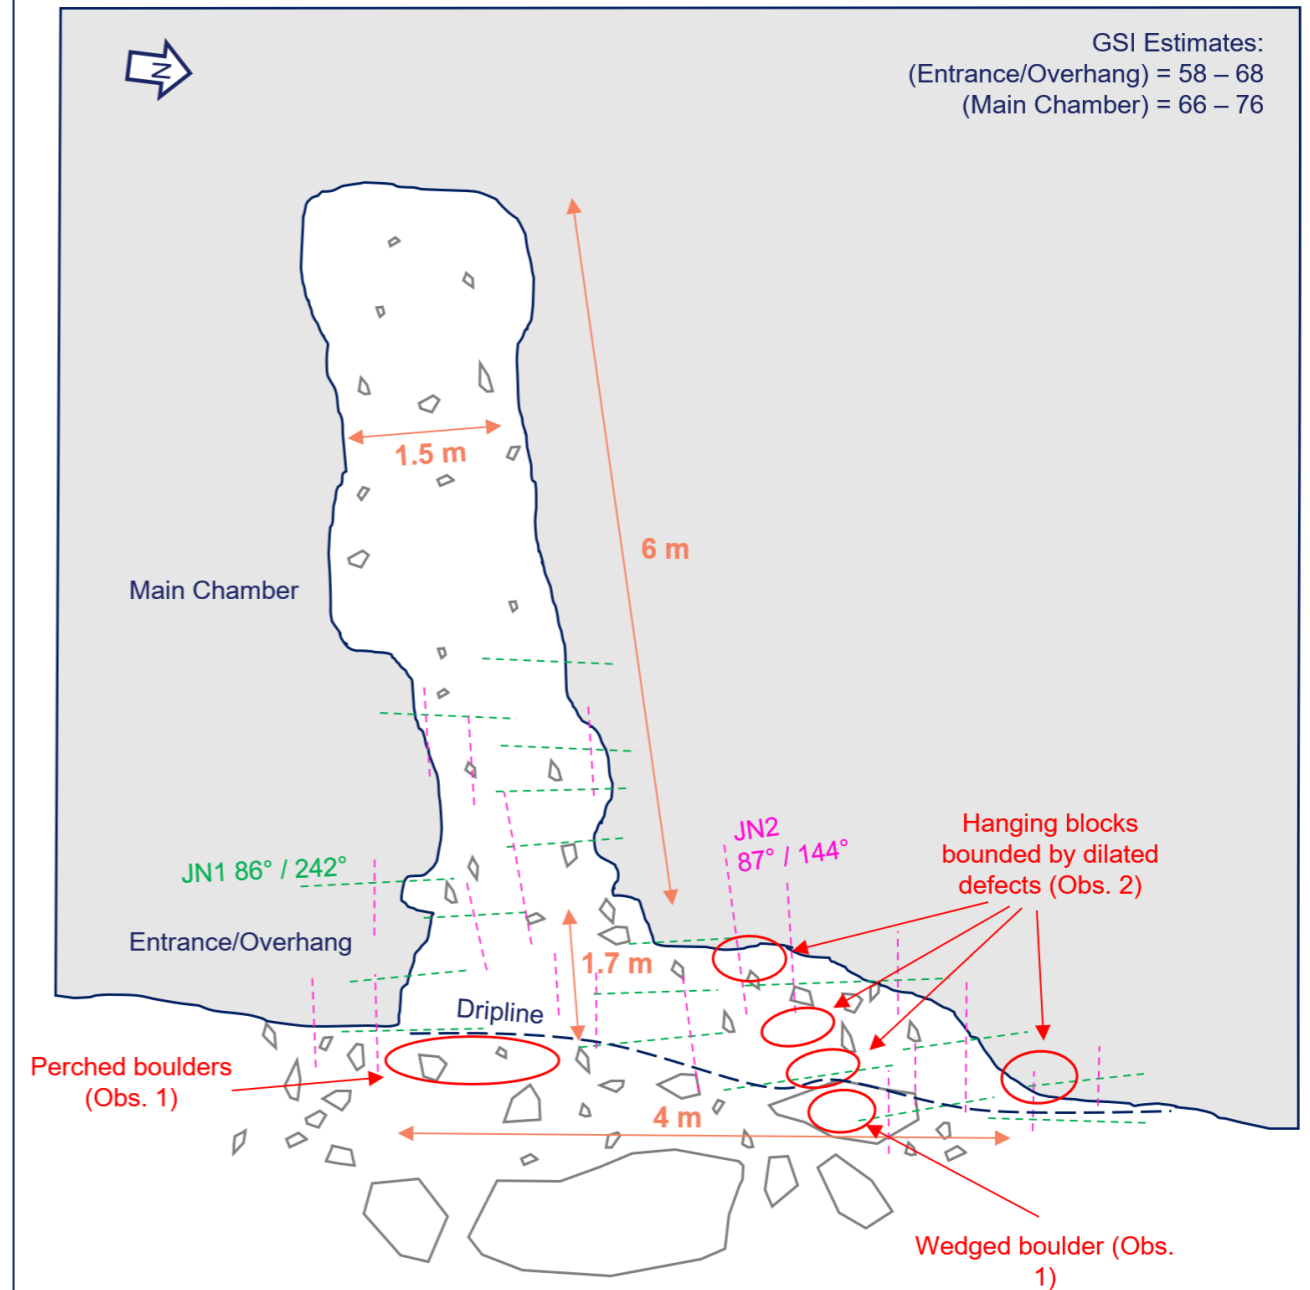 N
GSI Estimates:
(Entrance/Overhang) = 58 – 68
(Main Chamber) = 66 – 76
1.5 m
6 m
Main Chamber
JN2
87° / 144°
Hanging blocks
bounded by dilated
defects (Obs. 2)
JN1 86° / 242°
Entrance/Overhang
1.7 m
Dripline
Perched boulders
(Obs. 1)
4 m
Wedged boulder (Obs.
1)